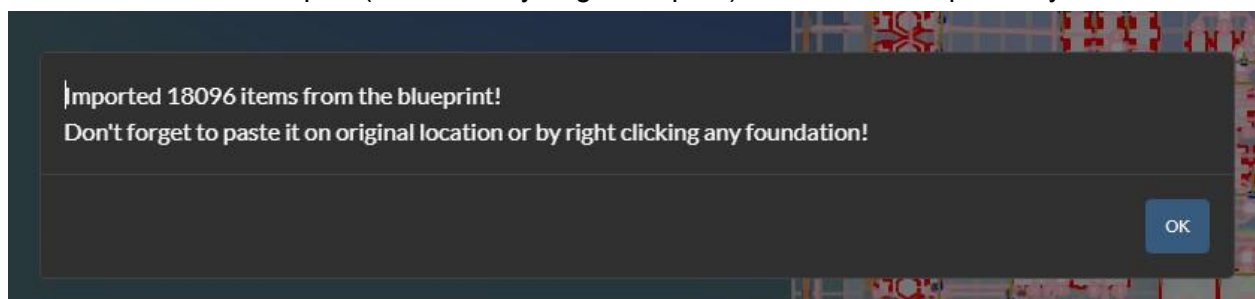 Imported 18096 items from the blueprint!
Don't forget to paste it on original location or by right clicking any foundation!
OK